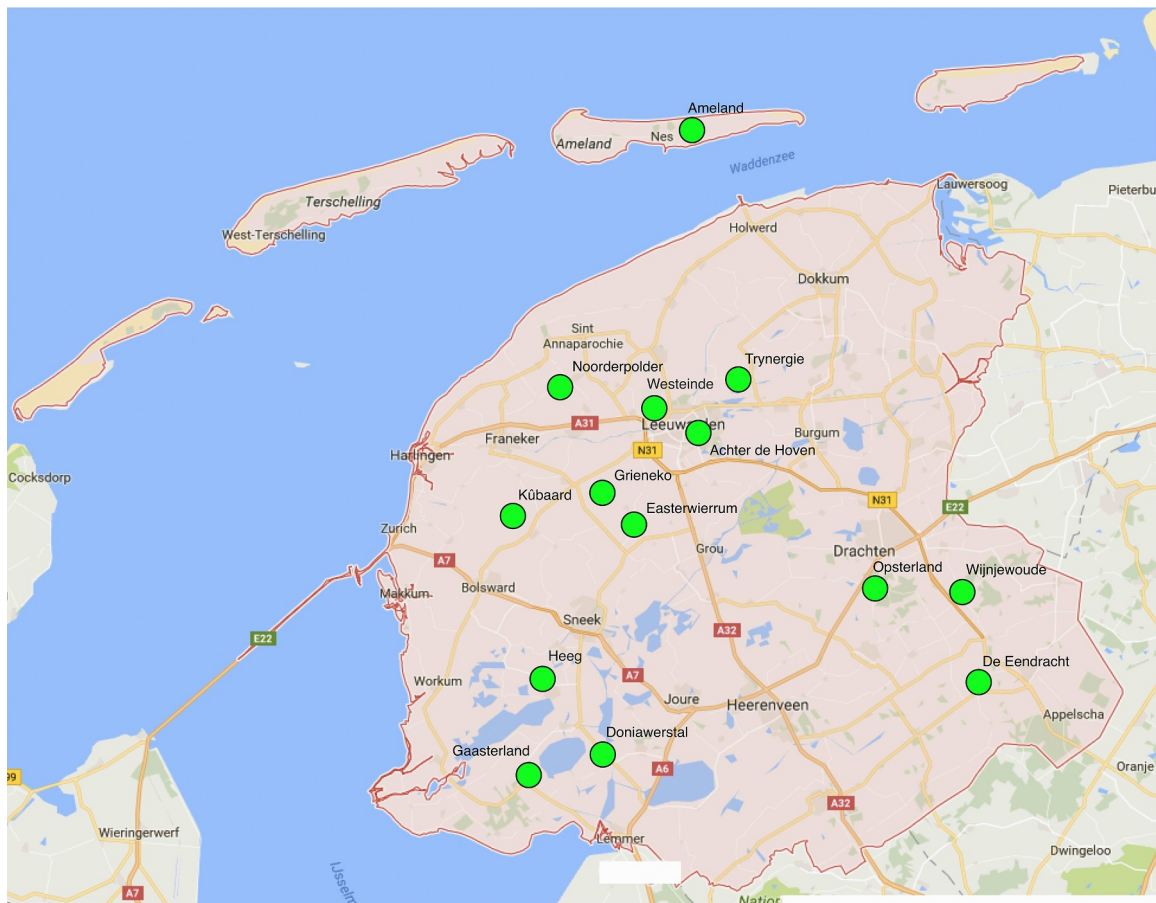 Ameland
Nes
Ameland
Waddenzee
Lauwersoog
Pieterbu
Terschelling
West-Terschelling
Holwerd
Dokkum
Sint
Annaparochie
Noorderpolder
Westeinde
Trynergie
A31
Leeuwarden
Franeker
Burgum
Harlingen
N31
Achter de Hoven
Cocksdorp
Grieneko
Kûbaard
Easterwierrum
N31
E22
Zurich
Grou
Drachten
A7
Opsterland
Wijnjewoude
Bolsward
Makkum
Sneek
A32
E22
Heeg
De Eendracht
A7
Workum
Joure
Heerenveen
Appelscha
Doniawerstal
Gaasterland
A6
Oranje
99
A32
Wieringerwerf
Lemmer
Dwingeloo
A7
IJsselm
Nation